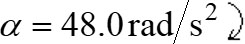 α = 48.0 rad/s² ⤵